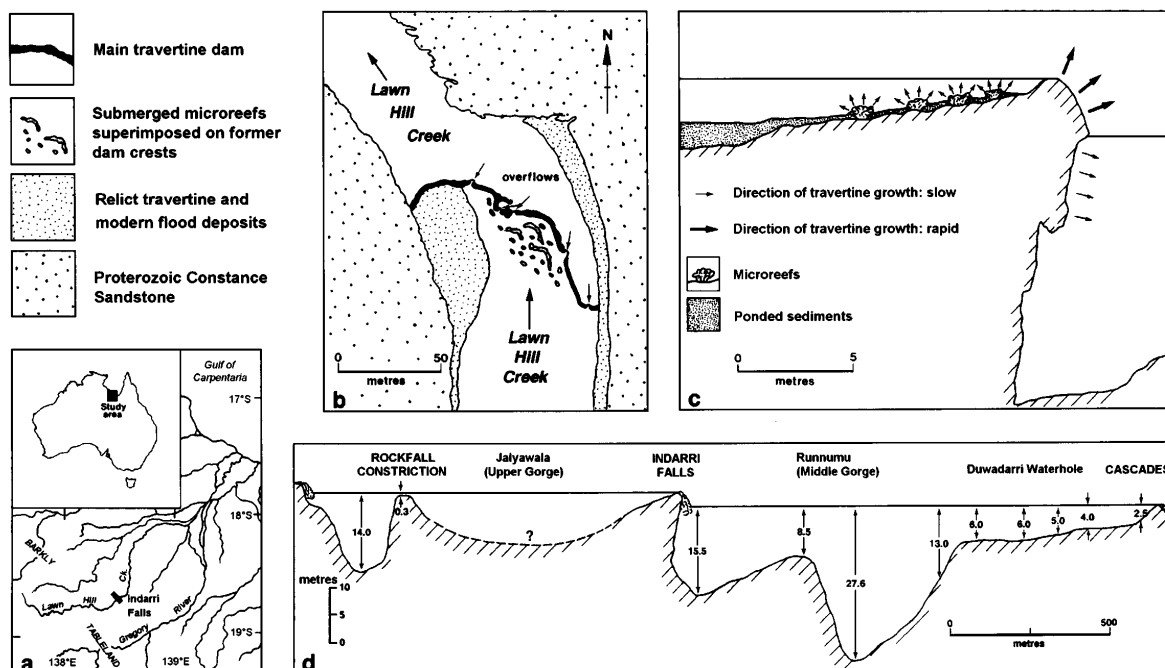 Main travertine dam
Submerged microreefs
superimposed on former
dam crests
Relict travertine and
modern flood deposits
Proterozoic Constance
Sandstone
Gulf of
Carpentaria
Study
area
17°S
18°S
19°S
138°E
139°E
BARKLY
TABLELAND
Lawn Hill Ck.
Indarri
Falls
Gregory River
a
N
Lawn
Hill
Creek
overflows
Lawn
Hill
Creek
0 50
metres
b
Direction of travertine growth: slow
Direction of travertine growth: rapid
Microreefs
Ponded sediments
0 5
metres
c
ROCKFALL
CONSTRICTION
Jalyawala
(Upper Gorge)
INDARRI
FALLS
Runnumu
(Middle Gorge)
Duwadarri Waterhole
CASCADES
14.0
0.3
?
15.5
8.5
27.6
13.0
6.0
6.0
5.0
4.0
2.5
metres
10
5
0
0 500
metres
d